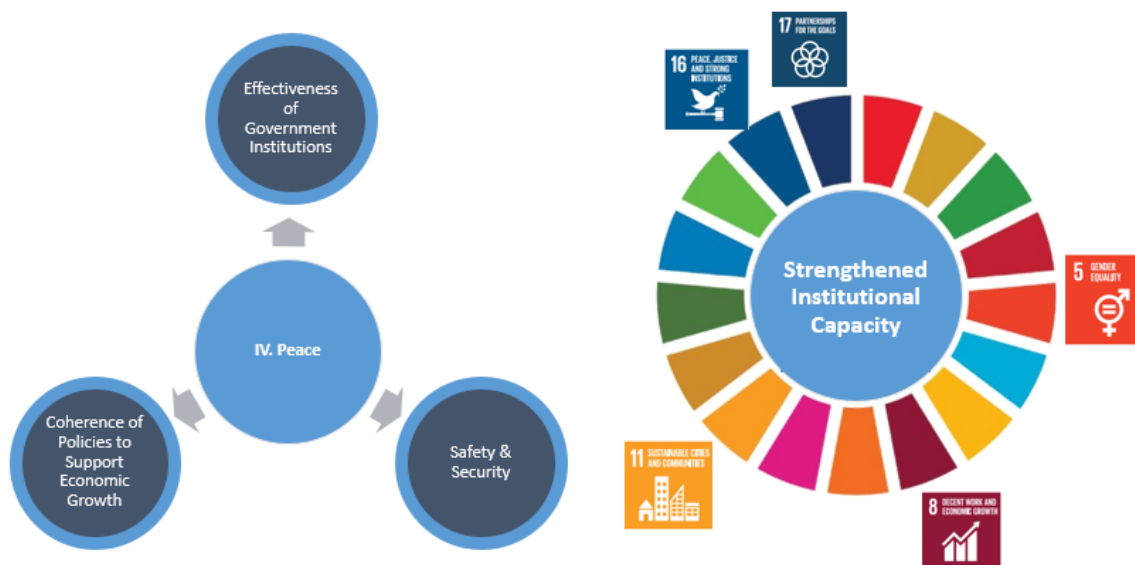 Effectiveness
of
Government
Institutions
IV. Peace
Coherence of
Policies to
Support
Economic
Growth
Safety &
Security
17 PARTNERSHIPS
FOR THE GOALS
16 PEACE, JUSTICE
AND STRONG
INSTITUTIONS
Strengthened
Institutional
Capacity
5 GENDER
EQUALITY
11 SUSTAINABLE CITIES
AND COMMUNITIES
8 DECENT WORK AND
ECONOMIC GROWTH